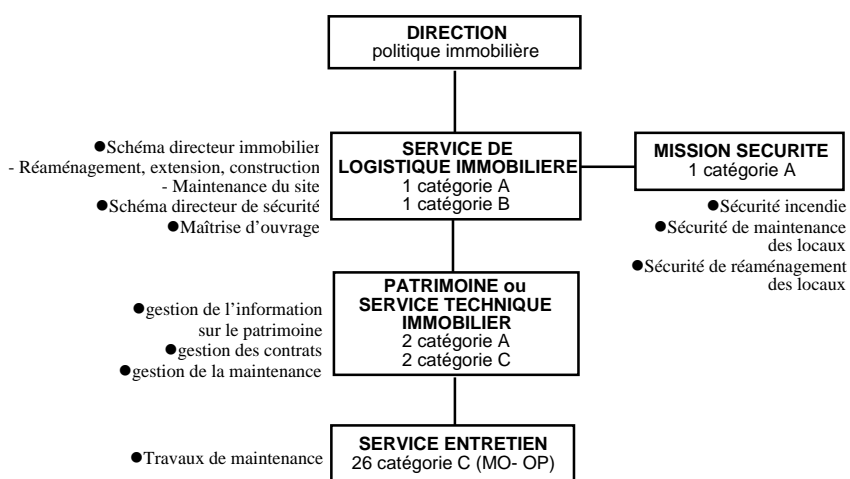 DIRECTION
politique immobilière
●Schéma directeur immobilier
- Réaménagement, extension, construction
- Maintenance du site
●Schéma directeur de sécurité
●Maîtrise d'ouvrage
SERVICE DE
LOGISTIQUE IMMOBILIERE
1 catégorie A
1 catégorie B
MISSION SECURITE
1 catégorie A
●Sécurité incendie
●Sécurité de maintenance
des locaux
●Sécurité de réaménagement
des locaux
●gestion de l'information
sur le patrimoine
●gestion des contrats
●gestion de la maintenance
PATRIMOINE ou
SERVICE TECHNIQUE
IMMOBILIER
2 catégorie A
2 catégorie C
●Travaux de maintenance
SERVICE ENTRETIEN
26 catégorie C (MO- OP)